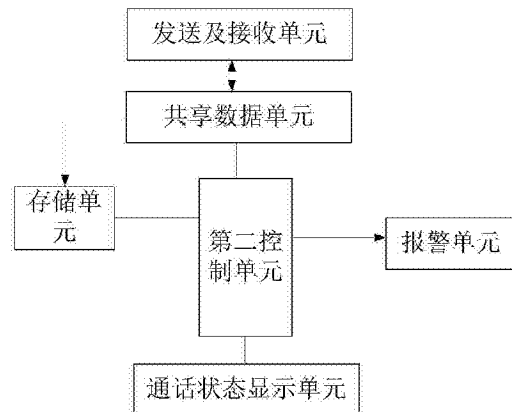 发送及接收单元
共享数据单元
存储单
元
第二控
制单元
报警单元
通话状态显示单元